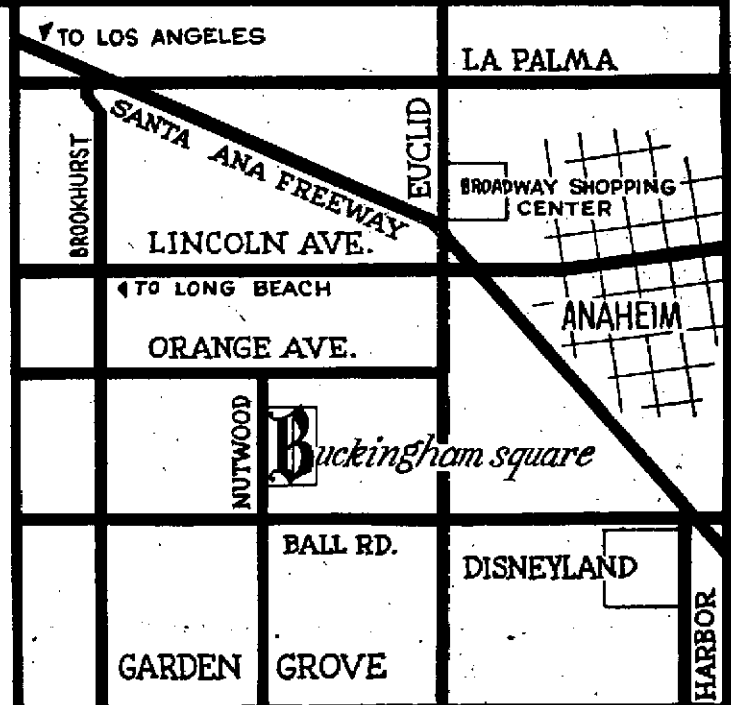 TO LOS ANGELES
LA PALMA
SANTA ANA FREEWAY
EUCLID
BROOKHURST
BROADWAY SHOPPING
CENTER
LINCOLN AVE.
TO LONG BEACH
ANAHEIM
ORANGE AVE.
NUTWOOD
Buckingham square
BALL RD.
DISNEYLAND
HARBOR
GARDEN GROVE